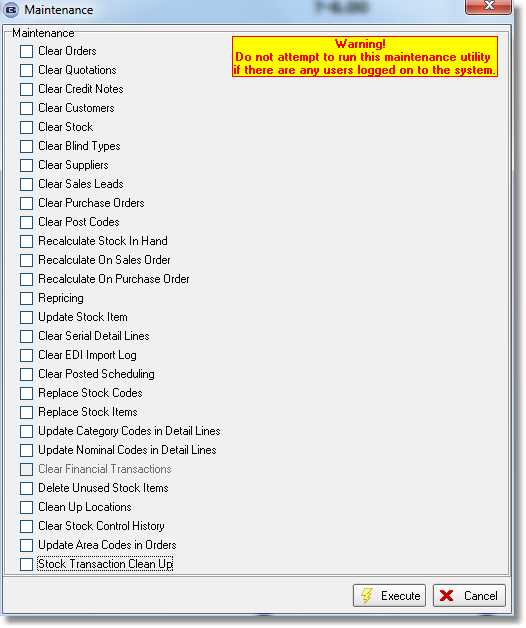 Maintenance
Maintenance
Warning!
Do not attempt to run this maintenance utility
if there are any users logged on to the system.
Clear Orders
Clear Quotations
Clear Credit Notes
Clear Customers
Clear Stock
Clear Blind Types
Clear Suppliers
Clear Sales Leads
Clear Purchase Orders
Clear Post Codes
Recalculate Stock In Hand
Recalculate On Sales Order
Recalculate On Purchase Order
Repricing
Update Stock Item
Clear Serial Detail Lines
Clear EDI Import Log
Clear Posted Scheduling
Replace Stock Codes
Replace Stock Items
Update Category Codes in Detail Lines
Update Nominal Codes in Detail Lines
Clear Financial Transactions
Delete Unused Stock Items
Clean Up Locations
Clear Stock Control History
Update Area Codes in Orders
Stock Transaction Clean Up
Execute
Cancel